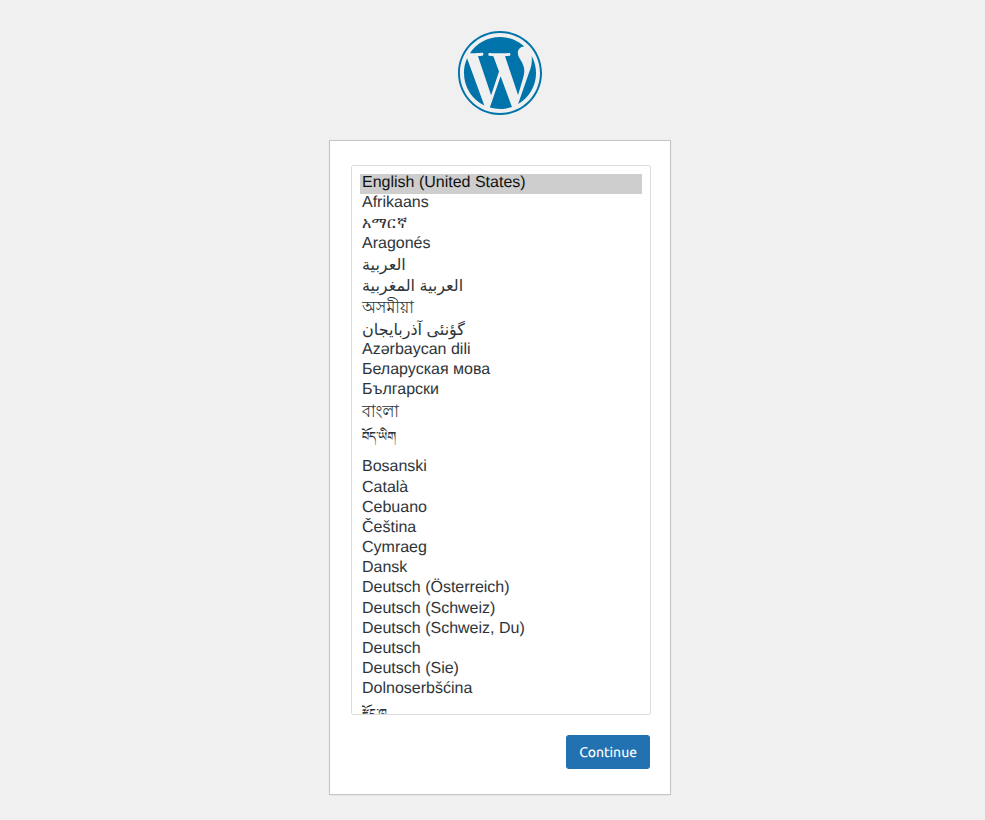 English (United States)
Afrikaans
አማርኛ
Aragonés
العربية
العربية المغربية
অসমীয়া
گؤنئی آذربایجان
Azərbaycan dili
Беларуская мова
Български
বাংলা
བོད་ཡིག
Bosanski
Català
Cebuano
Čeština
Cymraeg
Dansk
Deutsch (Österreich)
Deutsch (Schweiz)
Deutsch (Schweiz, Du)
Deutsch
Deutsch (Sie)
Dolnoserbšćina
Continue